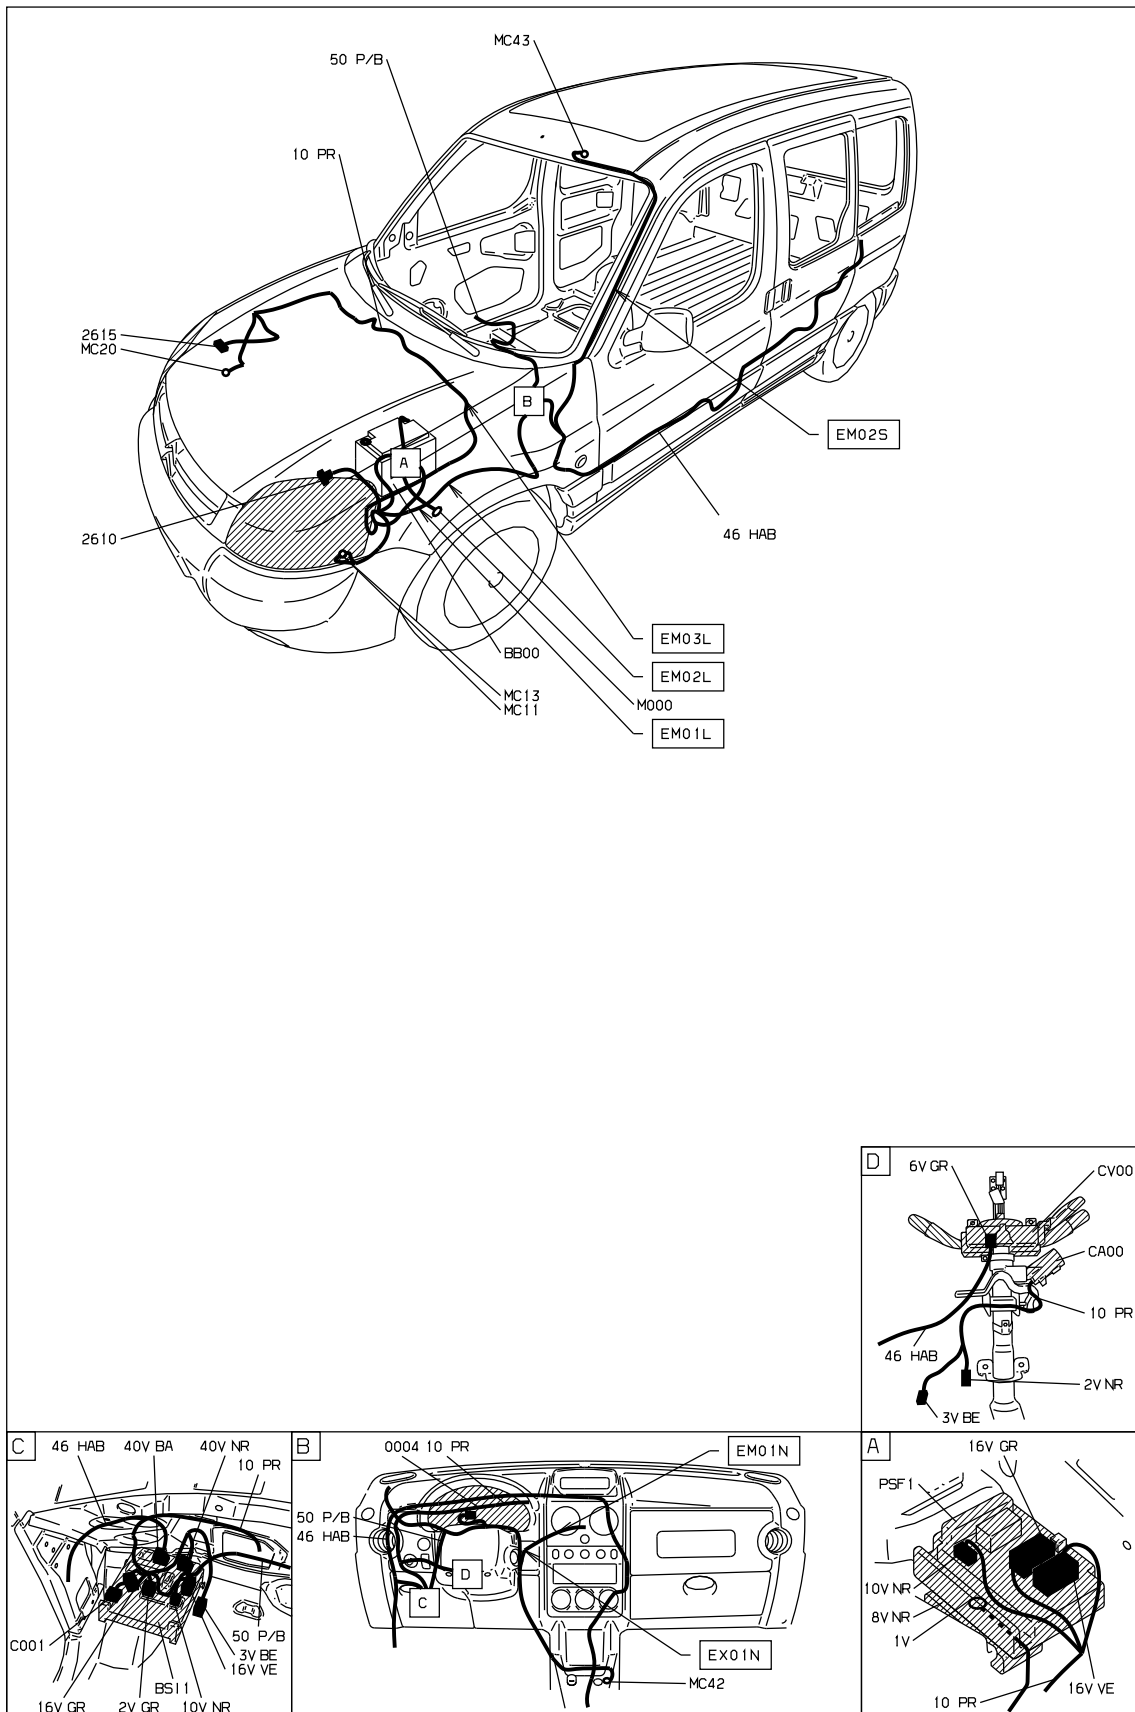 MC43
50 P/B
10 PR
2615
MC20
EM02S
46 HAB
2610
A
B
EM03L
BB00
EM02L
MC13
MC11
M000
EM01L
D
6V GR
CV00
CA00
10 PR
46 HAB
2V NR
3V BE
C
46 HAB
40V BA
40V NR
10 PR
C001
50 P/B
3V BE
16V VE
BSI1
16V GR
2V GR
10V NR
B
0004 10 PR
EM01N
50 P/B
46 HAB
D
C
EX01N
MC42
A
16V GR
PSF1
10V NR
8V NR
1V
16V VE
10 PR